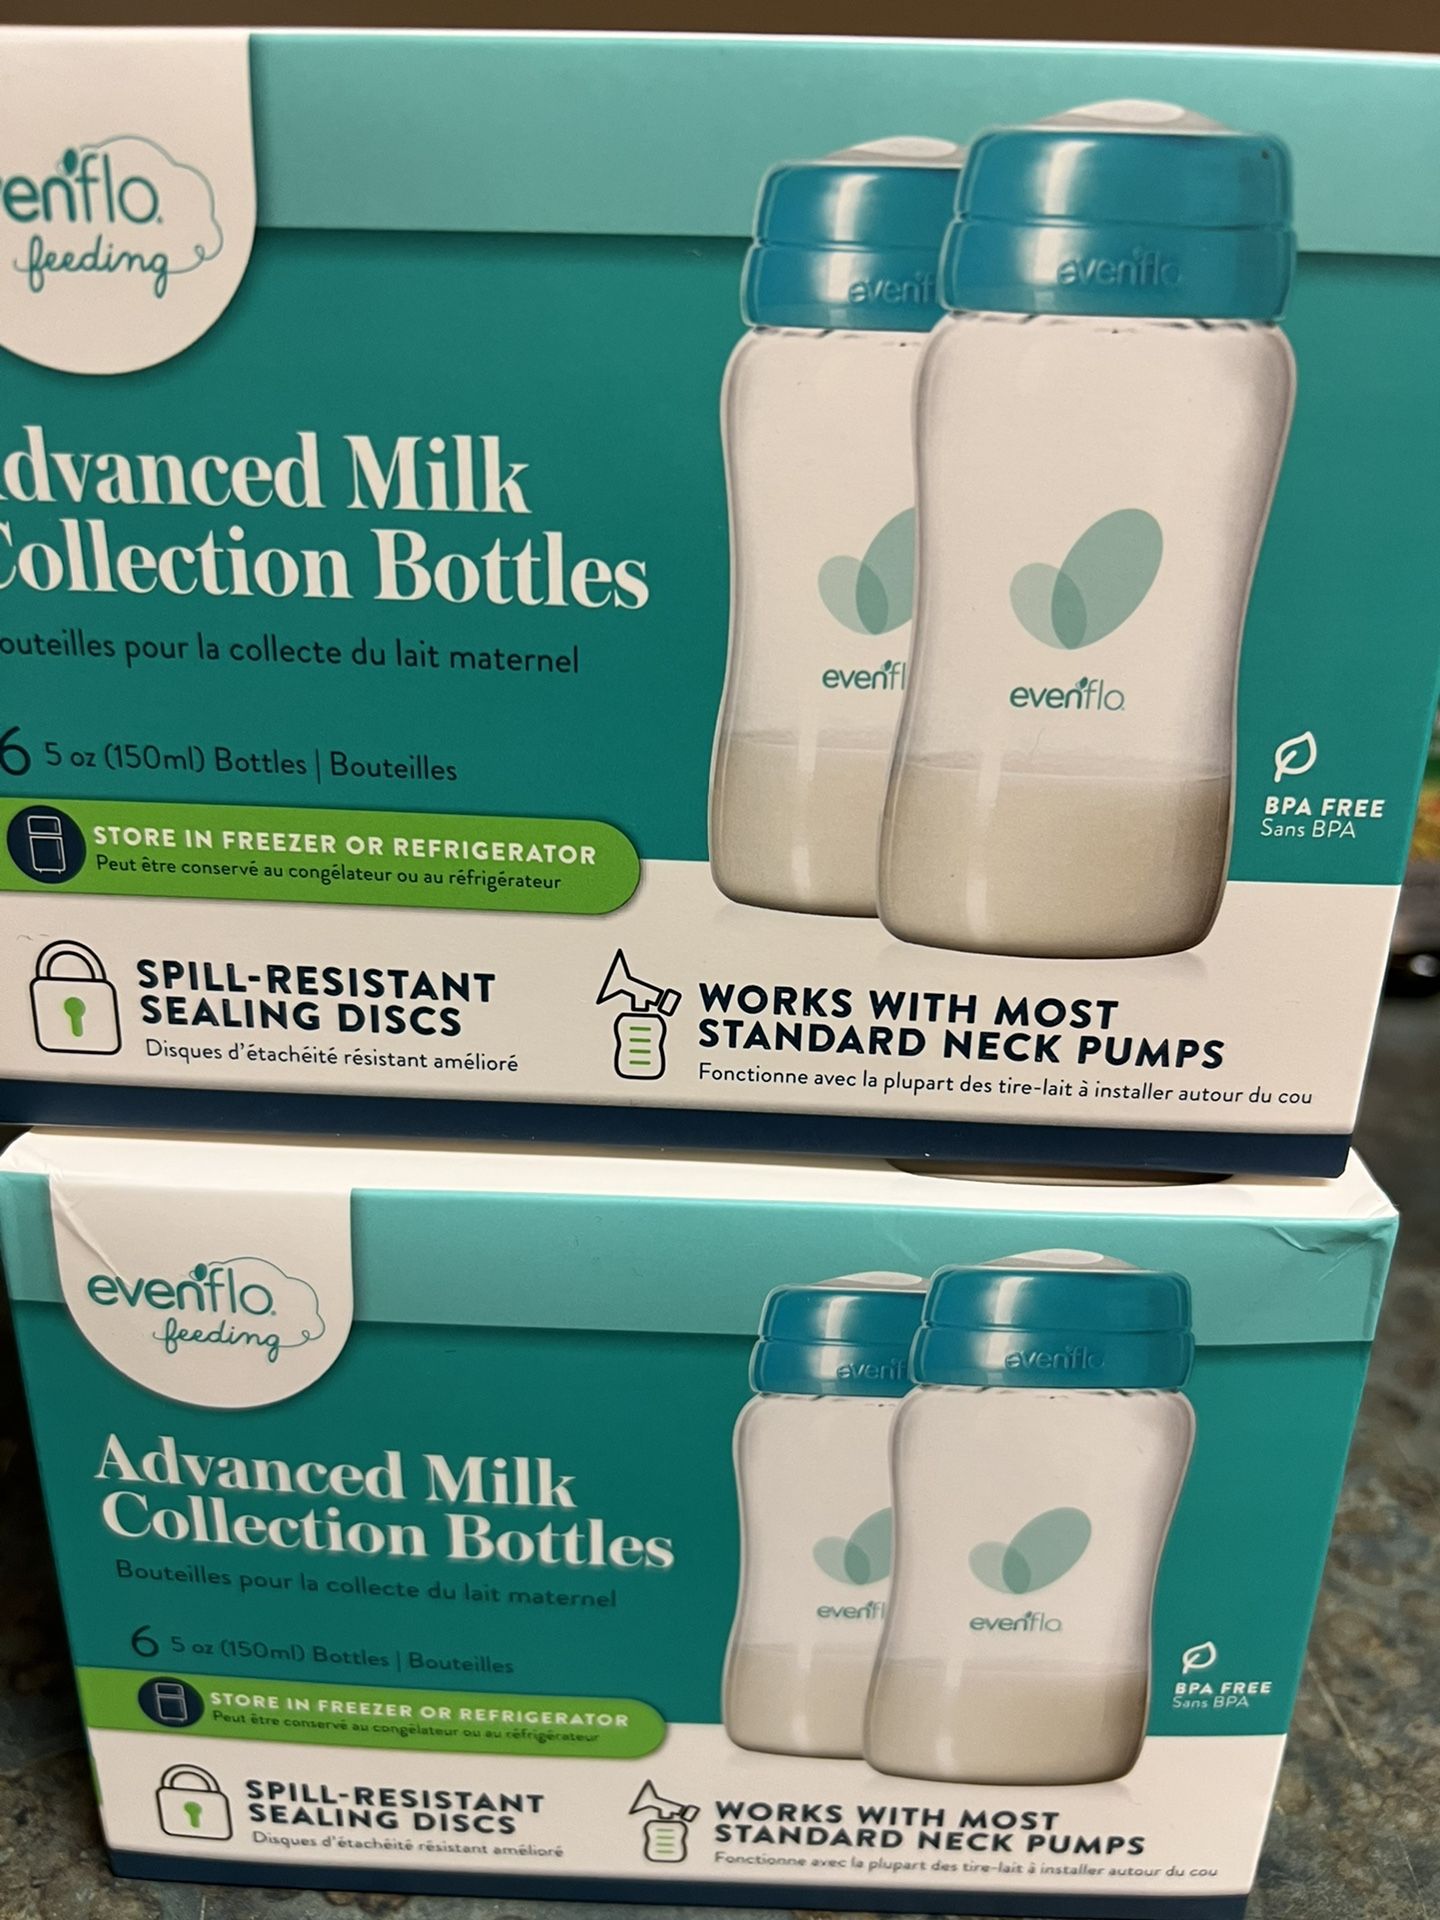 enflo
feeding
dvanced Milk
Collection Bottles
outeilles pour la collecte du lait maternel
6 5 oz (150ml) Bottles | Bouteilles
STORE IN FREEZER OR REFRIGERATOR
Peut être conservé au congélateur ou au réfrigérateur
SPILL-RESISTANT
SEALING DISCS
Disques d'étachéité résistant amélioré
WORKS WITH MOST
STANDARD NECK PUMPS
Fonctionne avec la plupart des tire-lait à installer autour du cou
evenf
evenflo
evenfl
evenflo
BPA FREE
Sans BPA
evenflo
feeding
Advanced Milk
Collection Bottles
Bouteilles pour la collecte du lait maternel
6 5 oz (150ml) Bottles | Bouteilles
STORE IN FREEZER OR REFRIGERATOR
Peut être conservé au congélateur ou au réfrigérateur
SPILL-RESISTANT
SEALING DISCS
Disques d'étachéité résistant amélioré
WORKS WITH MOST
STANDARD NECK PUMPS
Fonctionne avec la plupart des tire-lait à installer autour du cou
evenf
evenflo
evenfl
evenflo
BPA FREE
Sans BPA